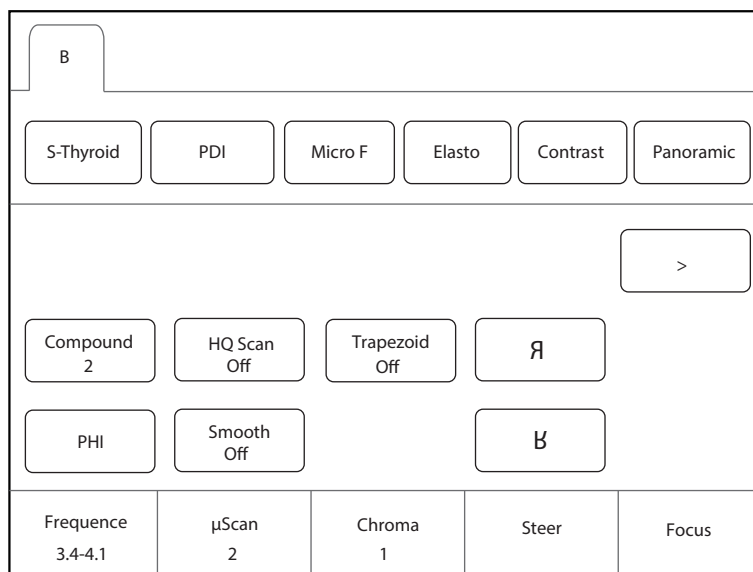 B
S-Thyroid
PDI
Micro F
Elasto
Contrast
Panoramic
>
Compound
2
HQ Scan
Off
Trapezoid
Off
Я
PHI
Smooth
Off
ʁ
Frequence
3.4-4.1
μScan
2
Chroma
1
Steer
Focus